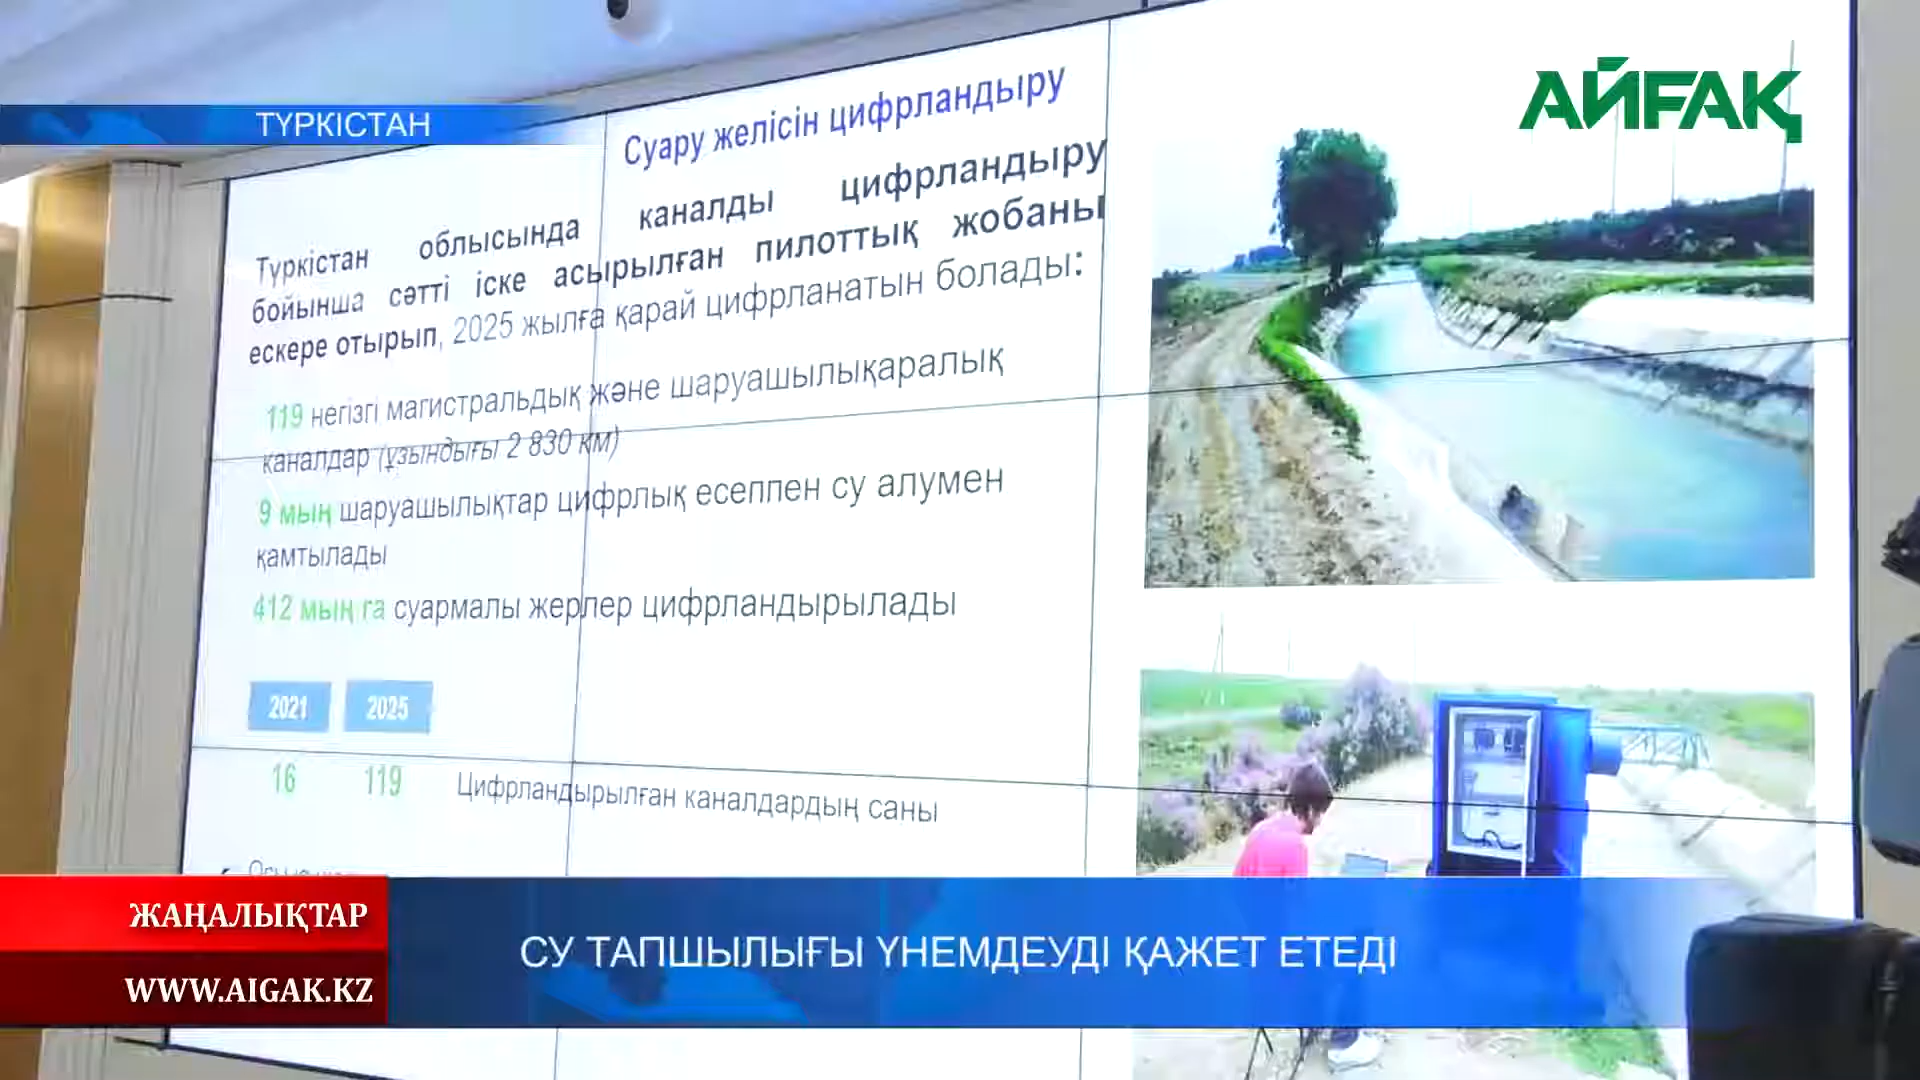 АЙҒАҚ
ТҮРКІСТАН
Суару желісін цифрландыру
Түркістан облысында каналды цифрландыру
бойынша сәтті іске асырылған пилоттық жобаны
ескере отырып, 2025 жылға қарай цифрланатын болады:
119 негізгі магистральдық және шаруашылықаралық
каналдар (ұзындығы 2 830 км)
9 мың шаруашылықтар цифрлық есеппен су алумен
қамтылады
412 мың га суармалы жерлер цифрландырылады
2021 2025
16 119 Цифрландырылған каналдардың саны
ЖАҢАЛЫҚТАР
WWW.AIGAK.KZ
СУ ТАПШЫЛЫҒЫ ҮНЕМДЕУДІ ҚАЖЕТ ЕТЕДІ